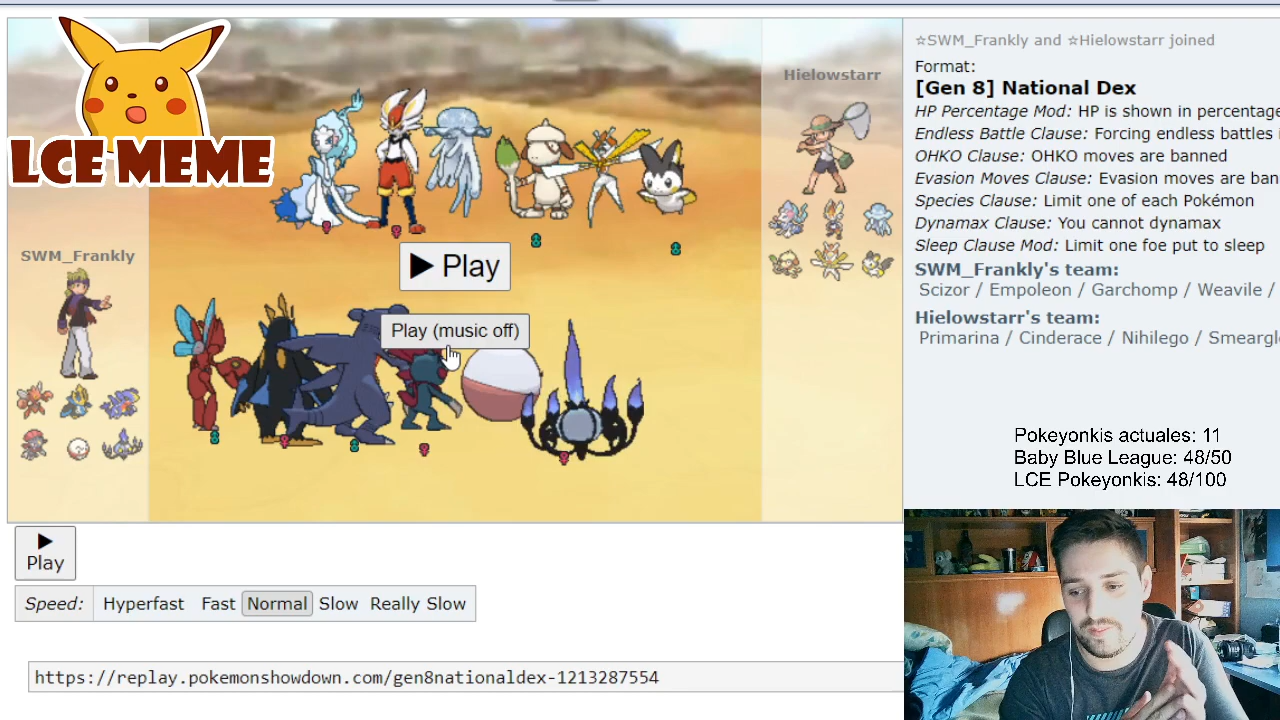 LCE MEME
SWM_Frankly
Hielowstarr
Play
Play (music off)
☆SWM_Frankly and ☆Hielowstarr joined
Format:
[Gen 8] National Dex
HP Percentage Mod: HP is shown in percentage
Endless Battle Clause: Forcing endless battles
OHKO Clause: OHKO moves are banned
Evasion Moves Clause: Evasion moves are ban
Species Clause: Limit one of each Pokémon
Dynamax Clause: You cannot dynamax
Sleep Clause Mod: Limit one foe put to sleep
SWM_Frankly's team:
Scizor / Empoleon / Garchomp / Weavile /
Hielowstarr's team:
Primarina / Cinderace / Nihilego / Smeargl
Pokeyonkis actuales: 11
Baby Blue League: 48/50
LCE Pokeyonkis: 48/100
Play
Speed: Hyperfast Fast Normal Slow Really Slow
https://replay.pokemonshowdown.com/gen8nationaldex-1213287554